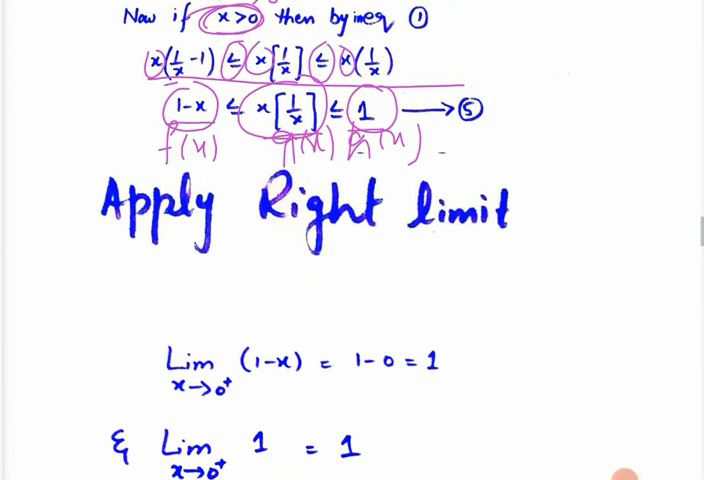 Now if x>0 then by ineq ①
x(1/x -1) ≤ x[1/x] ≤ x(1/x)
1-x ≤ x[1/x] ≤ 1 ⟶ ⑤
f(x) g(x) h(x)
Apply Right limit
Lim x→0⁺ (1-x) = 1-0 = 1
& Lim x→0⁺ 1 = 1